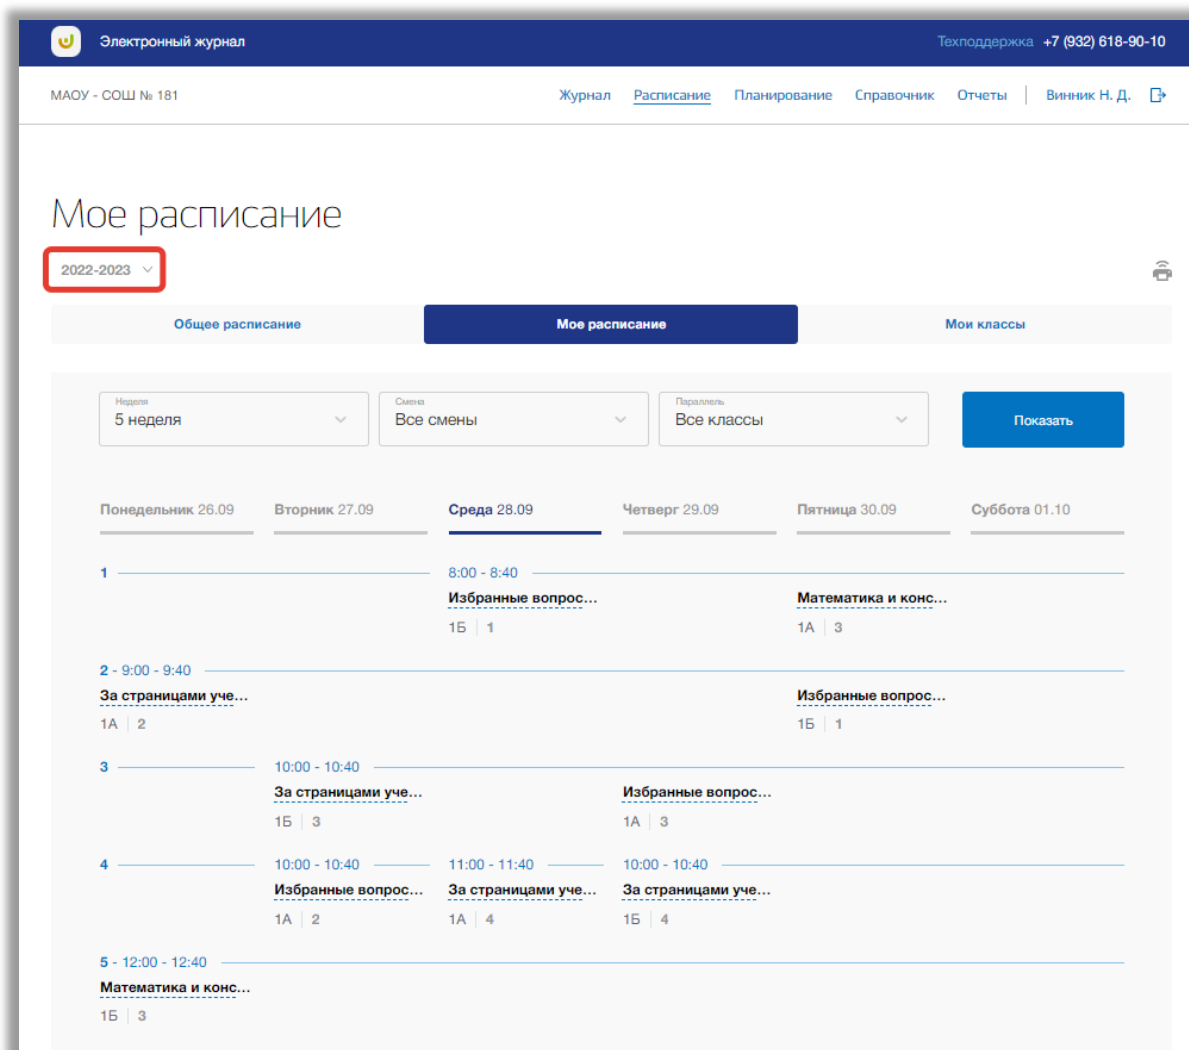 Электронный журнал
Техподдержка +7 (932) 618-90-10
МАОУ - СОШ № 181
Журнал Расписание Планирование Справочник Отчеты Винник Н. Д.
Мое расписание
2022-2023
Общее расписание Мое расписание Мои классы
Неделя Смена Параллель
5 неделя Все смены Все классы Показать
Понедельник 26.09 Вторник 27.09 Среда 28.09 Четверг 29.09 Пятница 30.09 Суббота 01.10
1 8:00 - 8:40
Избранные вопрос... Математика и конс...
1Б 1 1А 3
2 - 9:00 - 9:40
За страницами уче... Избранные вопрос...
1А 2 1Б 1
3 10:00 - 10:40
За страницами уче... Избранные вопрос...
1Б 3 1А 3
4 10:00 - 10:40 11:00 - 11:40 10:00 - 10:40
Избранные вопрос... За страницами уче... За страницами уче...
1А 2 1А 4 1Б 4
5 - 12:00 - 12:40
Математика и конс...
1Б 3